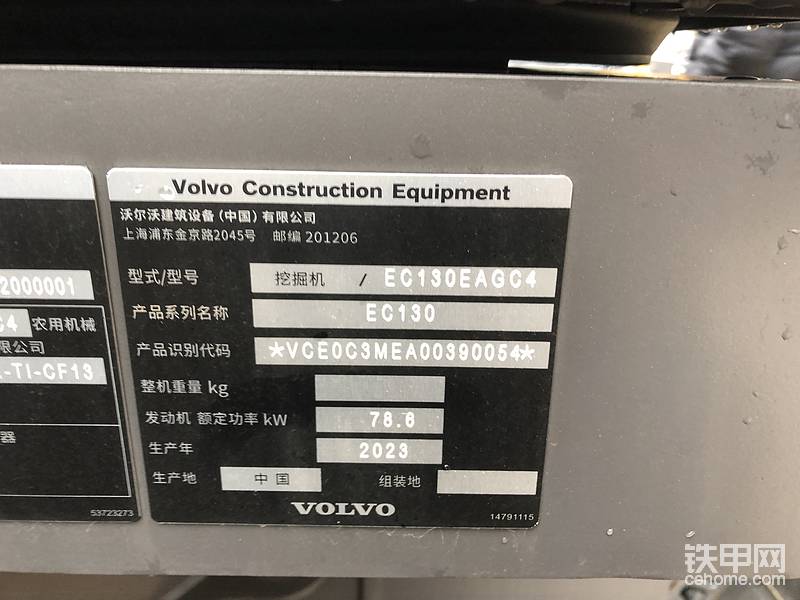 Volvo Construction Equipment
沃尔沃建筑设备(中国)有限公司
上海浦东金京路2045号 邮编 201206
型式/型号 挖掘机 / EC130EAGC4
产品系列名称 EC130
产品识别代码 *VCE0C3MEA00390054*
整机重量 kg
发动机 额定功率 kW 78.6
生产年 2023
生产地 中国 组装地
VOLVO
14791115
2000001
C4 农用机械
限公司
-TI-CF13
器
53723273
铁甲网
cehome.com